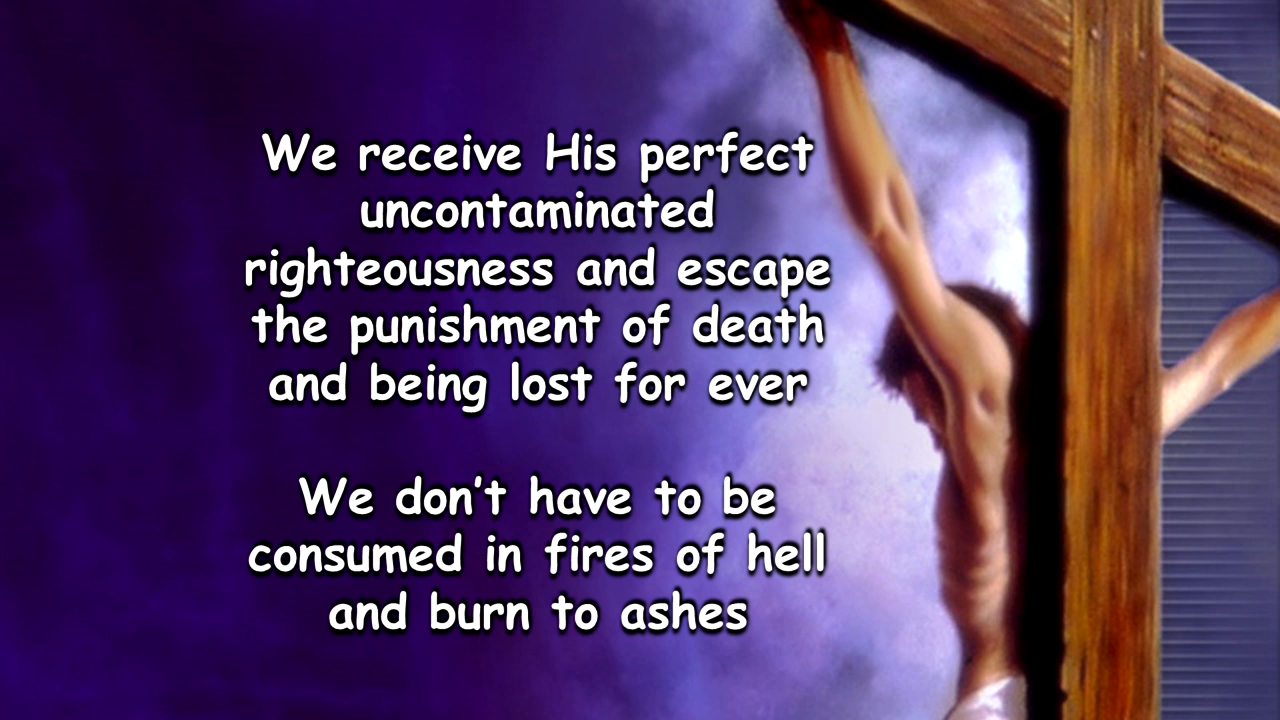 We receive His perfect
uncontaminated
righteousness and escape
the punishment of death
and being lost for ever
We don't have to be
consumed in fires of hell
and burn to ashes